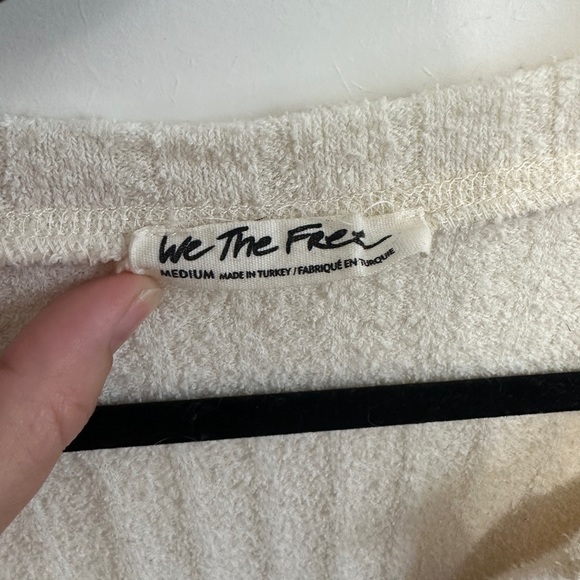 We The Free
MEDIUM MADE IN TURKEY / FABRIQUÉ EN TURQUIE